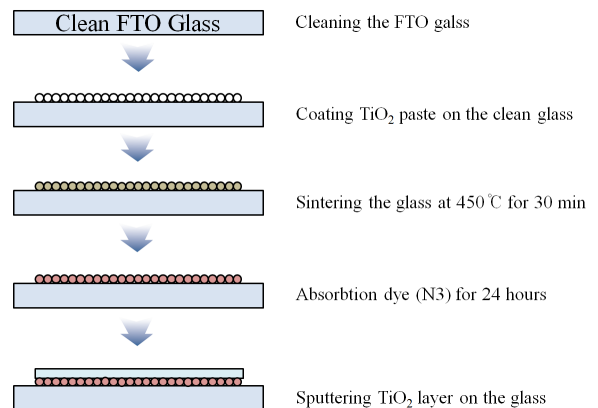 Clean FTO Glass
Cleaning the FTO galss
Coating TiO₂ paste on the clean glass
Sintering the glass at 450℃ for 30 min
Absorbtion dye (N3) for 24 hours
Sputtering TiO₂ layer on the glass